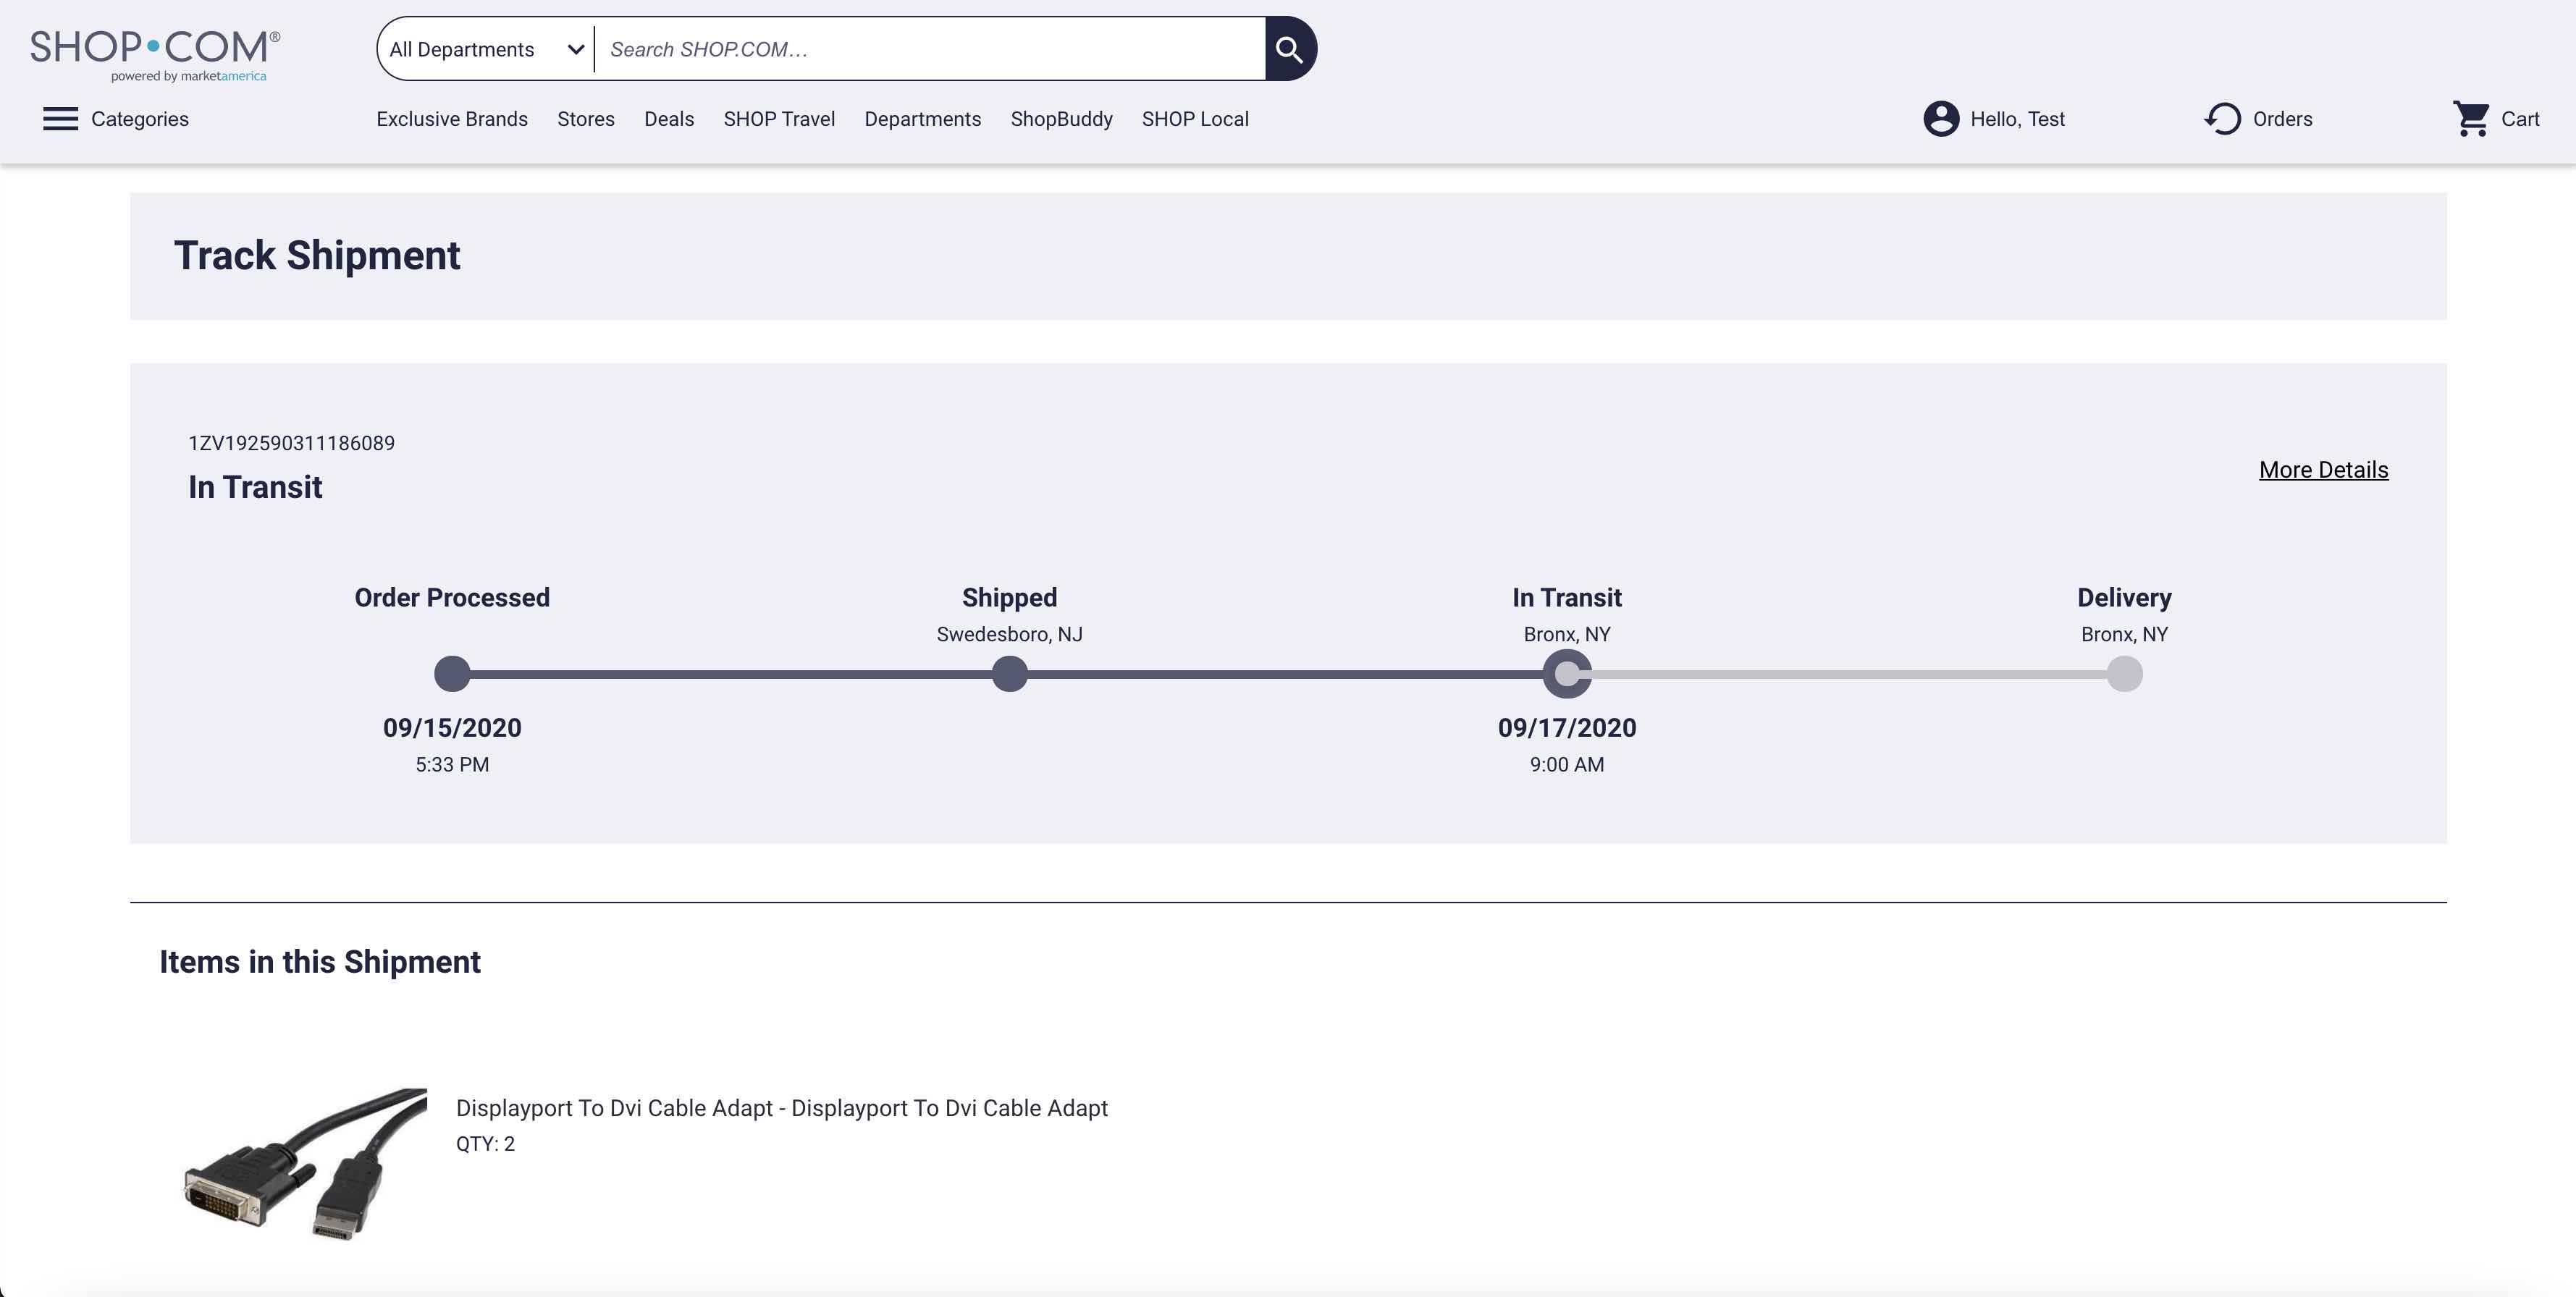 SHOP•COM®
powered by marketamerica
All Departments
Search SHOP.COM...
Categories
Exclusive Brands
Stores
Deals
SHOP Travel
Departments
ShopBuddy
SHOP Local
Hello, Test
Orders
Cart
Track Shipment
1ZV192590311186089
In Transit
More Details
Order Processed
09/15/2020
5:33 PM
Shipped
Swedesboro, NJ
In Transit
Bronx, NY
09/17/2020
9:00 AM
Delivery
Bronx, NY
Items in this Shipment
Displayport To Dvi Cable Adapt - Displayport To Dvi Cable Adapt
QTY: 2